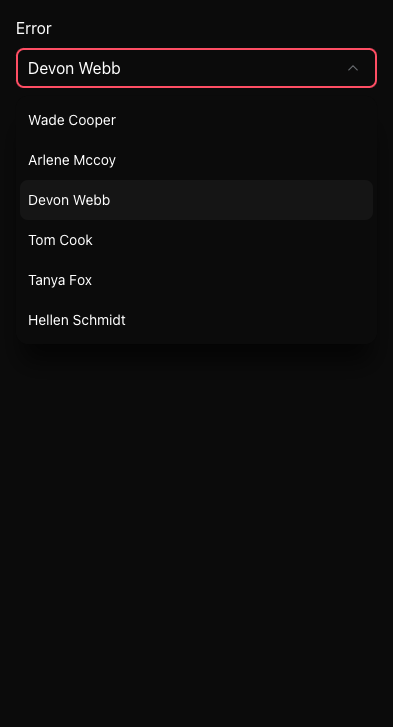 Error
Devon Webb
Wade Cooper
Arlene Mccoy
Devon Webb
Tom Cook
Tanya Fox
Hellen Schmidt